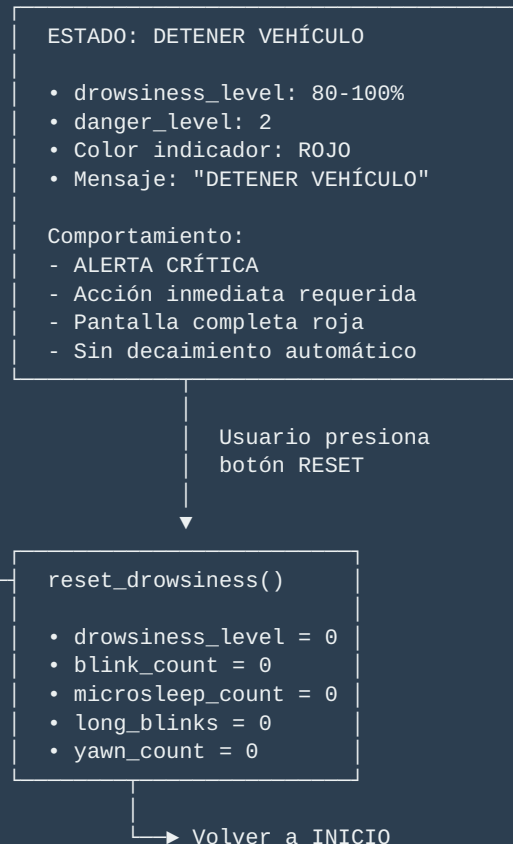 ESTADO: DETENER VEHÍCULO
• drowsiness_level: 80-100%
• danger_level: 2
• Color indicador: ROJO
• Mensaje: "DETENER VEHÍCULO"
Comportamiento:
- ALERTA CRÍTICA
- Acción inmediata requerida
- Pantalla completa roja
- Sin decaimiento automático
Usuario presiona
botón RESET
reset_drowsiness()
• drowsiness_level = 0
• blink_count = 0
• microsleep_count = 0
• long_blinks = 0
• yawn_count = 0
Volver a INICIO